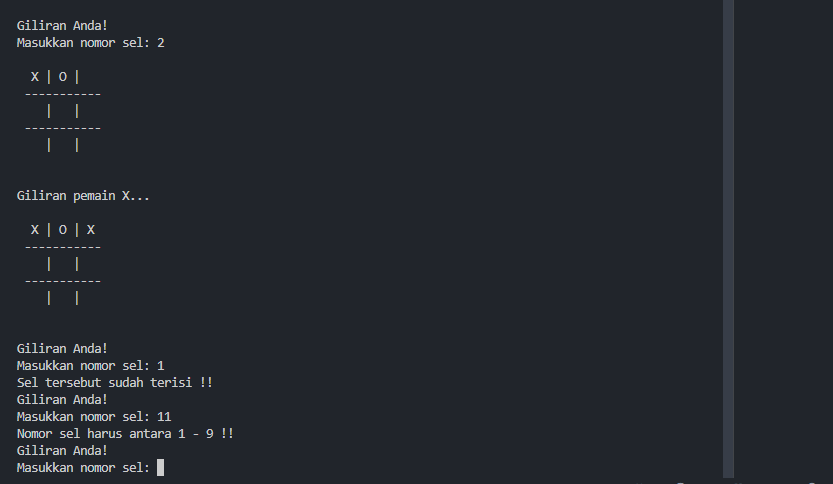 Giliran Anda!
Masukkan nomor sel: 2
X | O |
-----------
| |
-----------
| |
Giliran pemain X...
X | O | X
-----------
| |
-----------
| |
Giliran Anda!
Masukkan nomor sel: 1
Sel tersebut sudah terisi !!
Giliran Anda!
Masukkan nomor sel: 11
Nomor sel harus antara 1 - 9 !!
Giliran Anda!
Masukkan nomor sel: